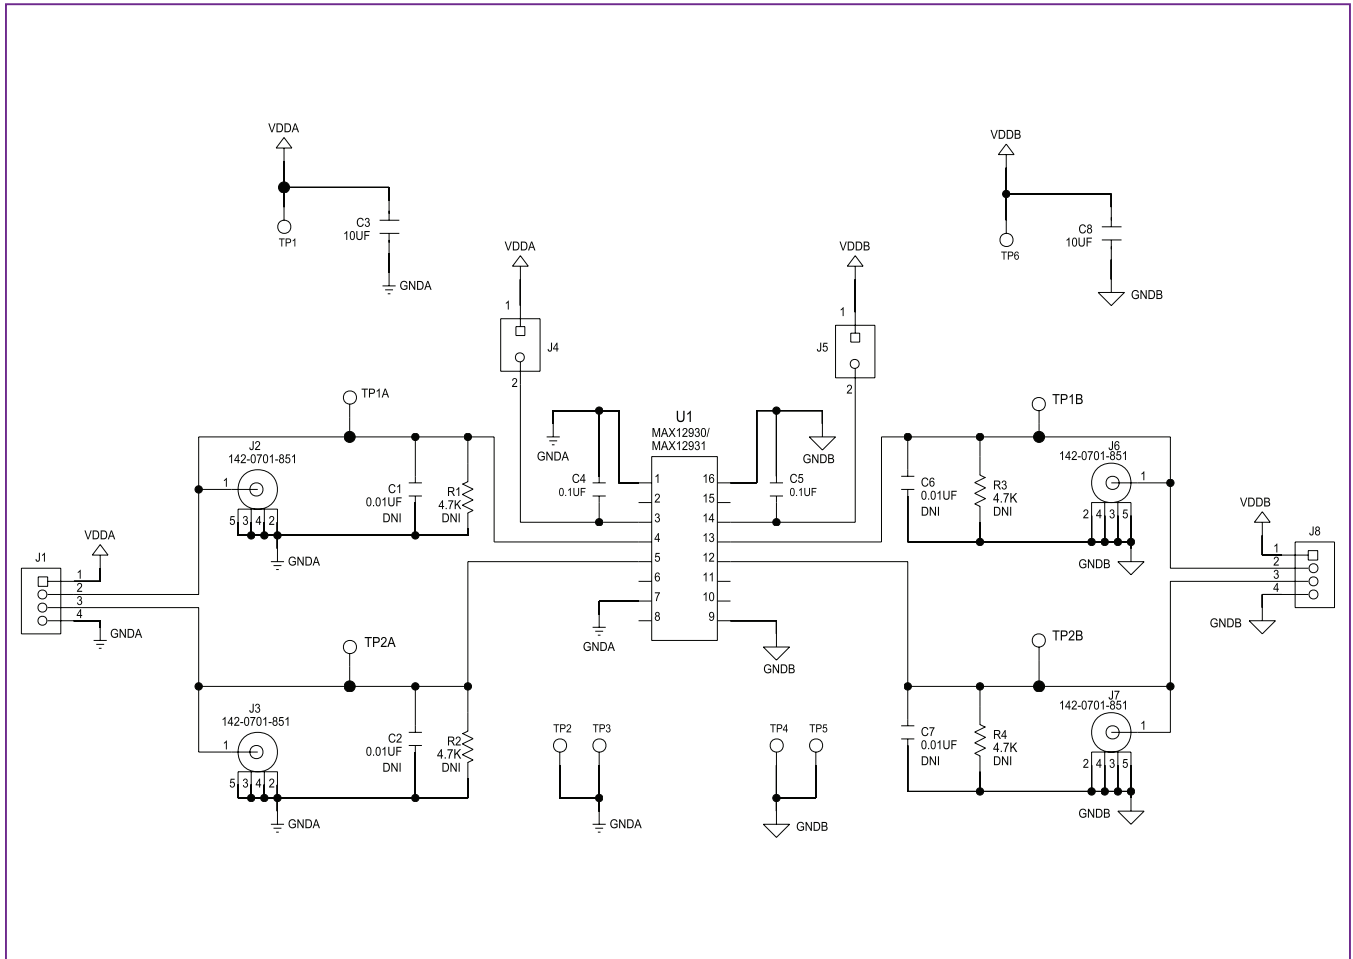 VDDA
TP1
C3
10UF
GNDA
VDDB
TP6
C8
10UF
GNDB
VDDA
1
J4
2
VDDB
1
J5
2
TP1A
J2
142-0701-851
1
5 3 4 2
GNDA
C1
0.01UF
DNI
R1
4.7K
DNI
GNDA
C4
0.1UF
U1
MAX12930/
MAX12931
1 16
2 15
3 14
4 13
5 12
6 11
7 10
8 9
GNDB
C5
0.1UF
GNDA
GNDB
TP1B
C6
0.01UF
DNI
R3
4.7K
DNI
J6
142-0701-851
1
2 4 3 5
GNDB
J1
VDDA
1
2
3
4
GNDA
VDDB
J8
1
2
3
4
GNDB
TP2A
J3
142-0701-851
1
5 3 4 2
GNDA
C2
0.01UF
DNI
R2
4.7K
DNI
TP2 TP3
GNDA
TP4 TP5
GNDB
TP2B
C7
0.01UF
DNI
R4
4.7K
DNI
J7
142-0701-851
1
2 4 3 5
GNDB